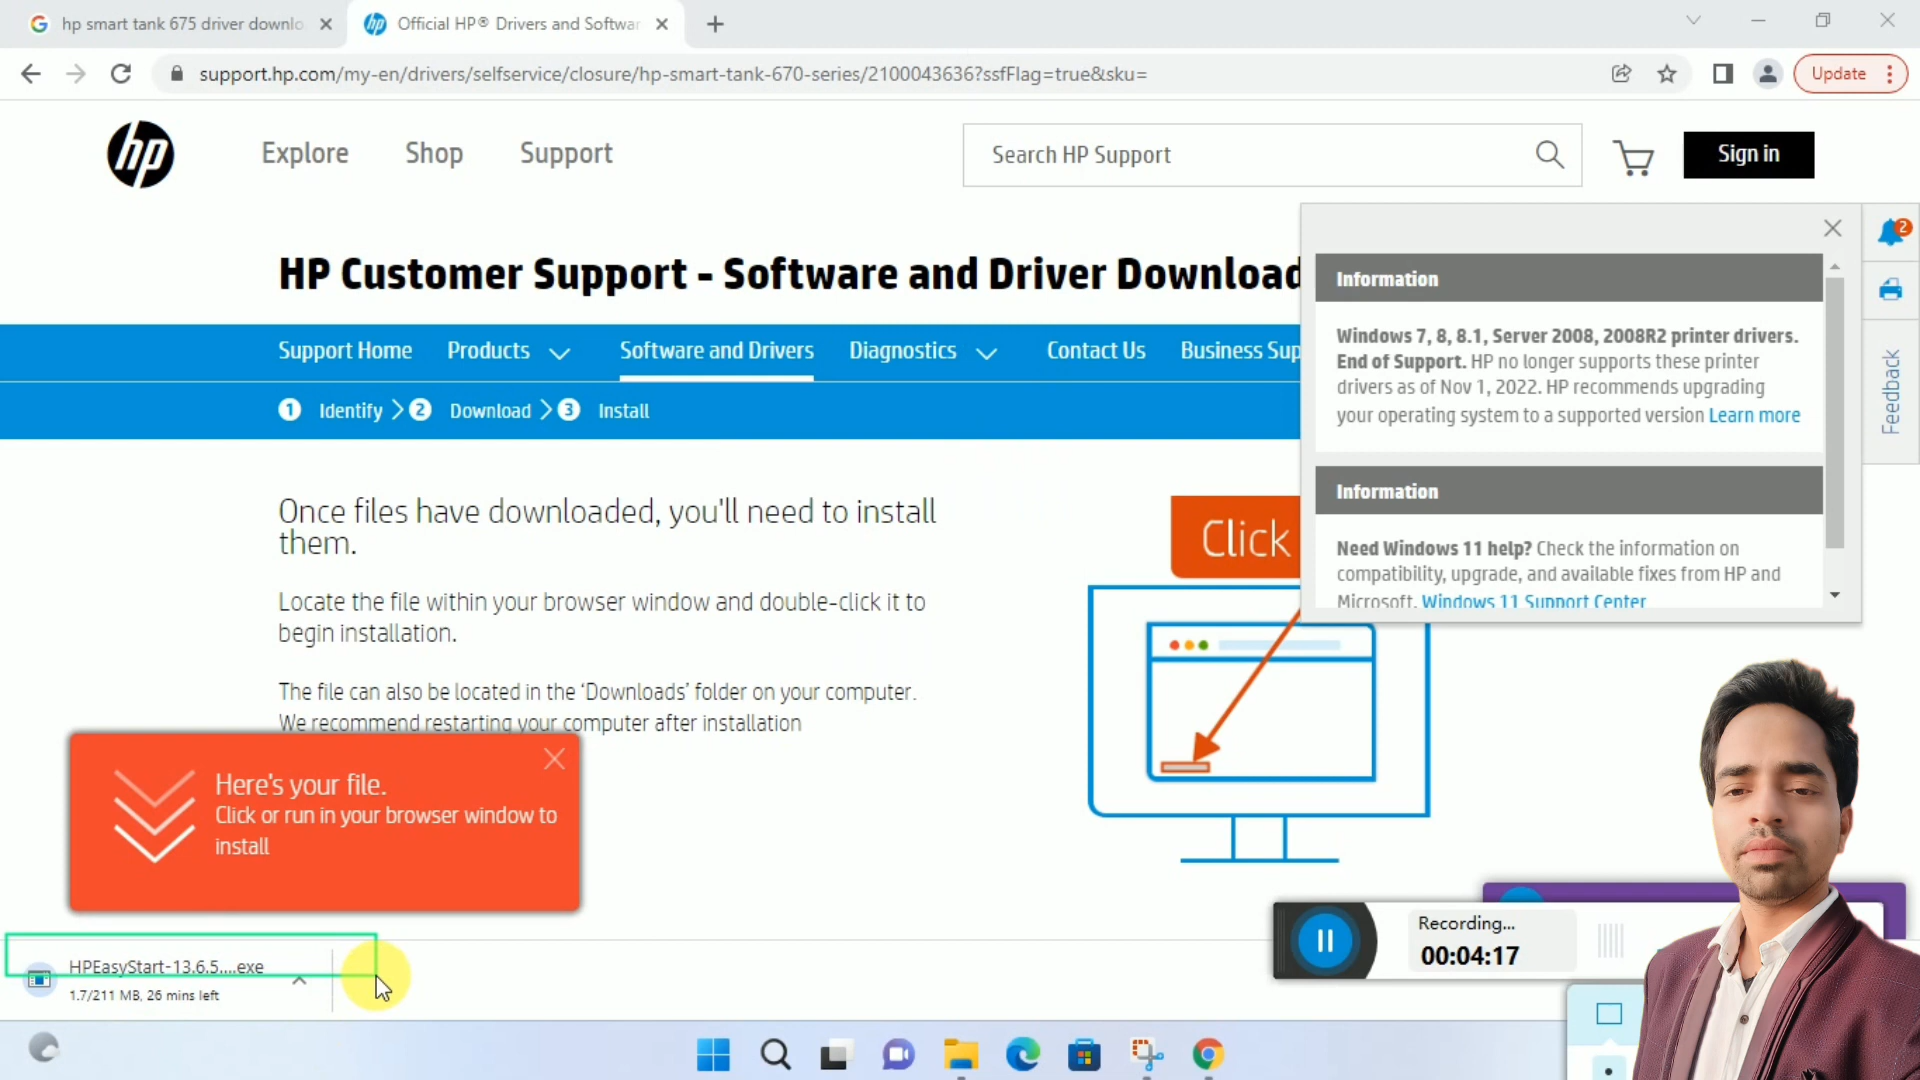 hp smart tank 675 driver downlo
Official HP® Drivers and Softwar
support.hp.com/my-en/drivers/selfservice/closure/hp-smart-tank-670-series/2100043636?ssfFlag=true&sku=
Update
hp
Explore
Shop
Support
Search HP Support
Sign in
2
HP Customer Support - Software and Driver Download
Support Home
Products
Software and Drivers
Diagnostics
Contact Us
Business Sup
1 Identify
2 Download
3 Install
Information
Windows 7, 8, 8.1, Server 2008, 2008R2 printer drivers.
End of Support. HP no longer supports these printer
drivers as of Nov 1, 2022. HP recommends upgrading
your operating system to a supported version Learn more
Information
Need Windows 11 help? Check the information on
compatibility, upgrade, and available fixes from HP and
Microsoft. Windows 11 Support Center
Feedback
Once files have downloaded, you'll need to install
them.
Locate the file within your browser window and double-click it to
begin installation.
The file can also be located in the ‘Downloads’ folder on your computer.
We recommend restarting your computer after installation
Click
Here's your file.
Click or run in your browser window to
install
Recording...
00:04:17
HPEasyStart-13.6.5....exe
1.7/211 MB, 26 mins left